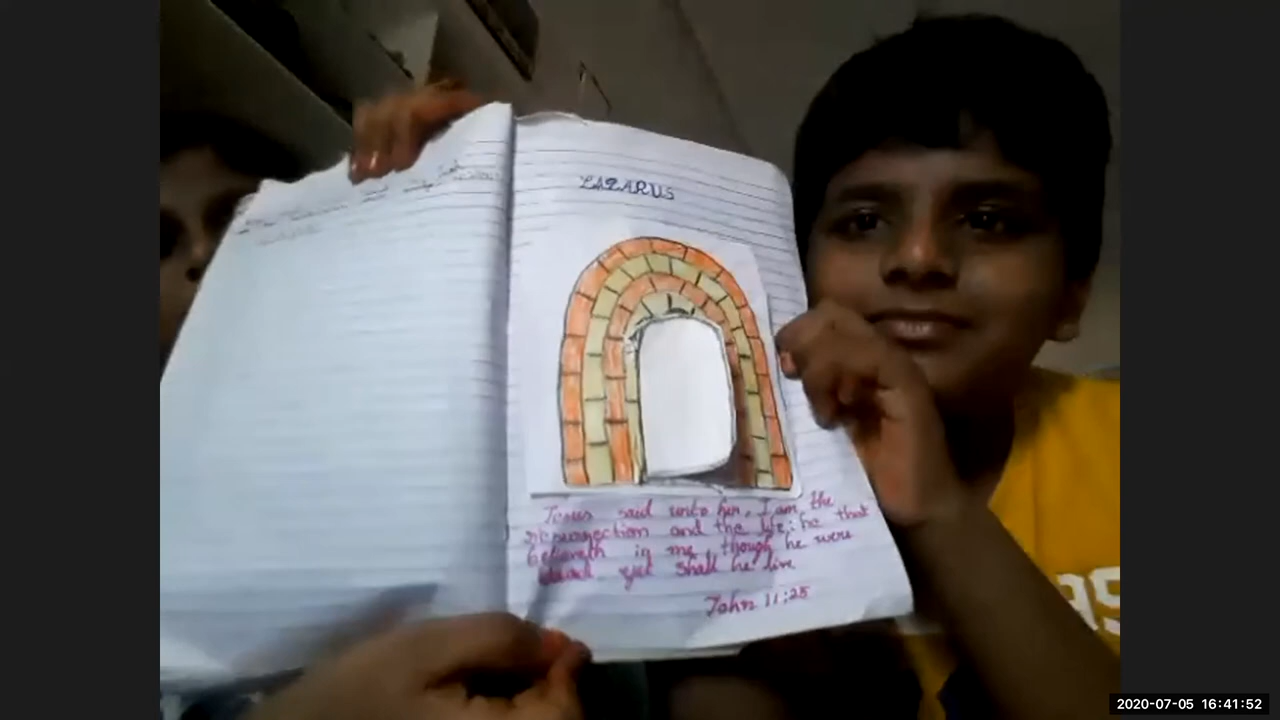 LAZARUS
Jesus said unto her, I am the
resurrection and the life: he that
believeth in me, though he were
dead yet shall he live
John 11:25
AS
2020-07-05 16:41:52